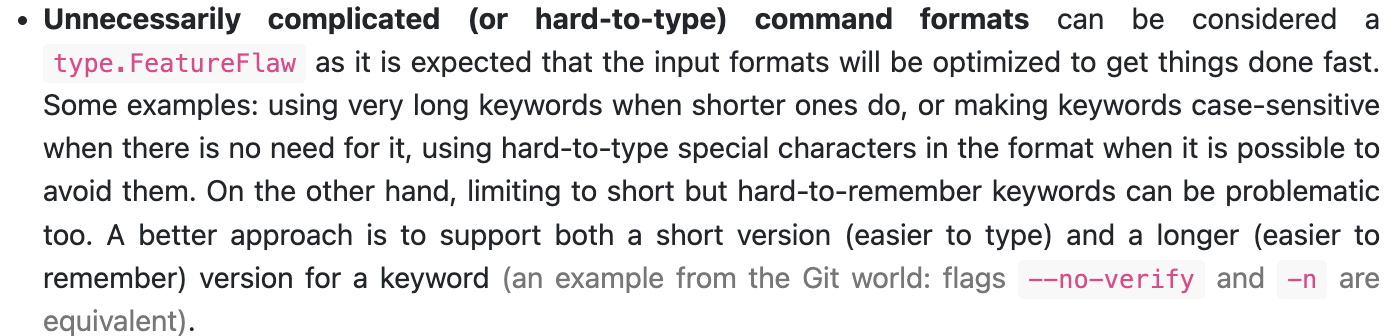 • Unnecessarily complicated (or hard-to-type) command formats can be considered a
type.FeatureFlaw as it is expected that the input formats will be optimized to get things done fast.
Some examples: using very long keywords when shorter ones do, or making keywords case-sensitive
when there is no need for it, using hard-to-type special characters in the format when it is possible to
avoid them. On the other hand, limiting to short but hard-to-remember keywords can be problematic
too. A better approach is to support both a short version (easier to type) and a longer (easier to
remember) version for a keyword (an example from the Git world: flags --no-verify and -n are
equivalent).